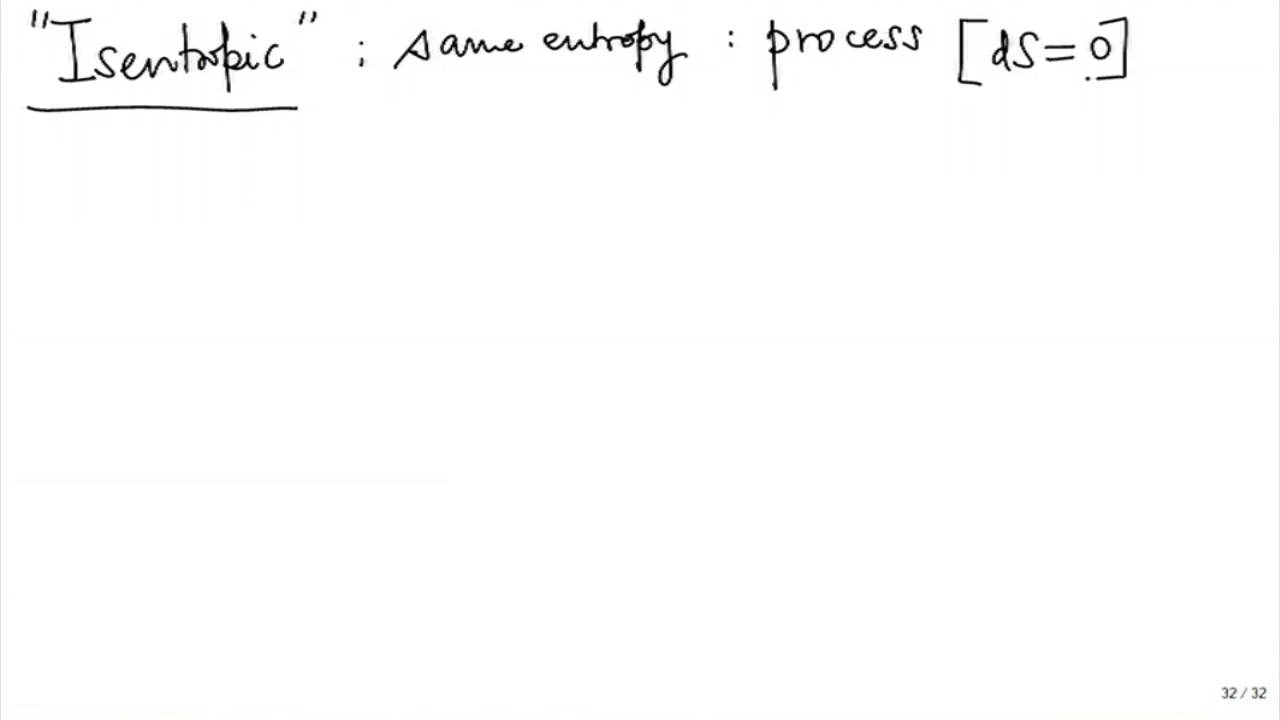 "Isentropic" : same entropy : process [dS = 0]
32 / 32